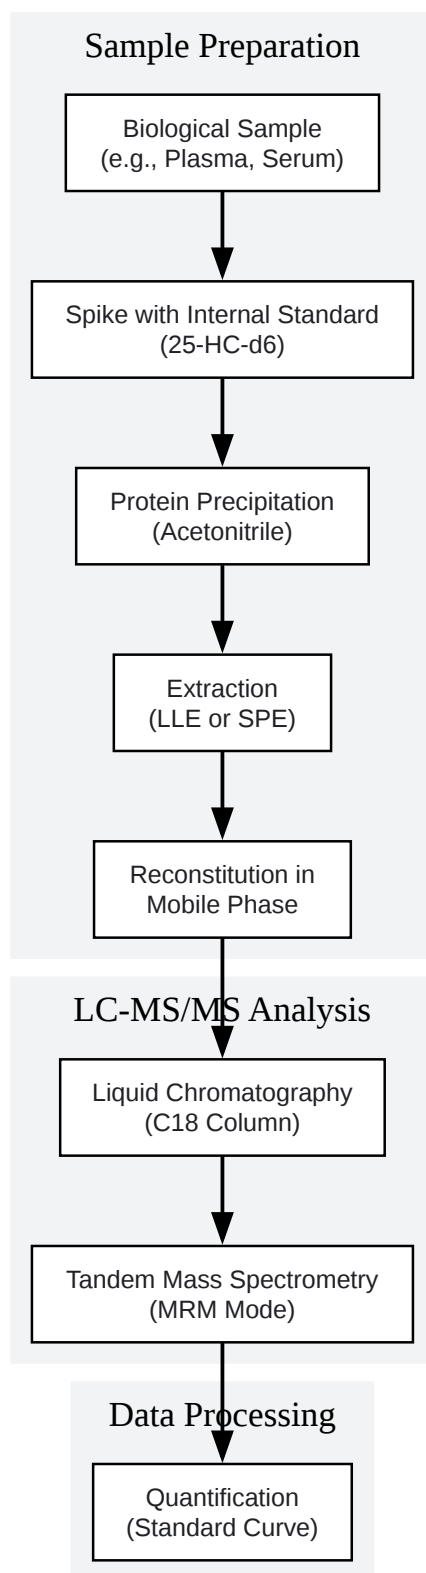 Sample Preparation
Biological Sample
(e.g., Plasma, Serum)
Spike with Internal Standard
(25-HC-d6)
Protein Precipitation
(Acetonitrile)
Extraction
(LLE or SPE)
Reconstitution in
Mobile Phase
LC-MS/MS Analysis
Liquid Chromatography
(C18 Column)
Tandem Mass Spectrometry
(MRM Mode)
Data Processing
Quantification
(Standard Curve)